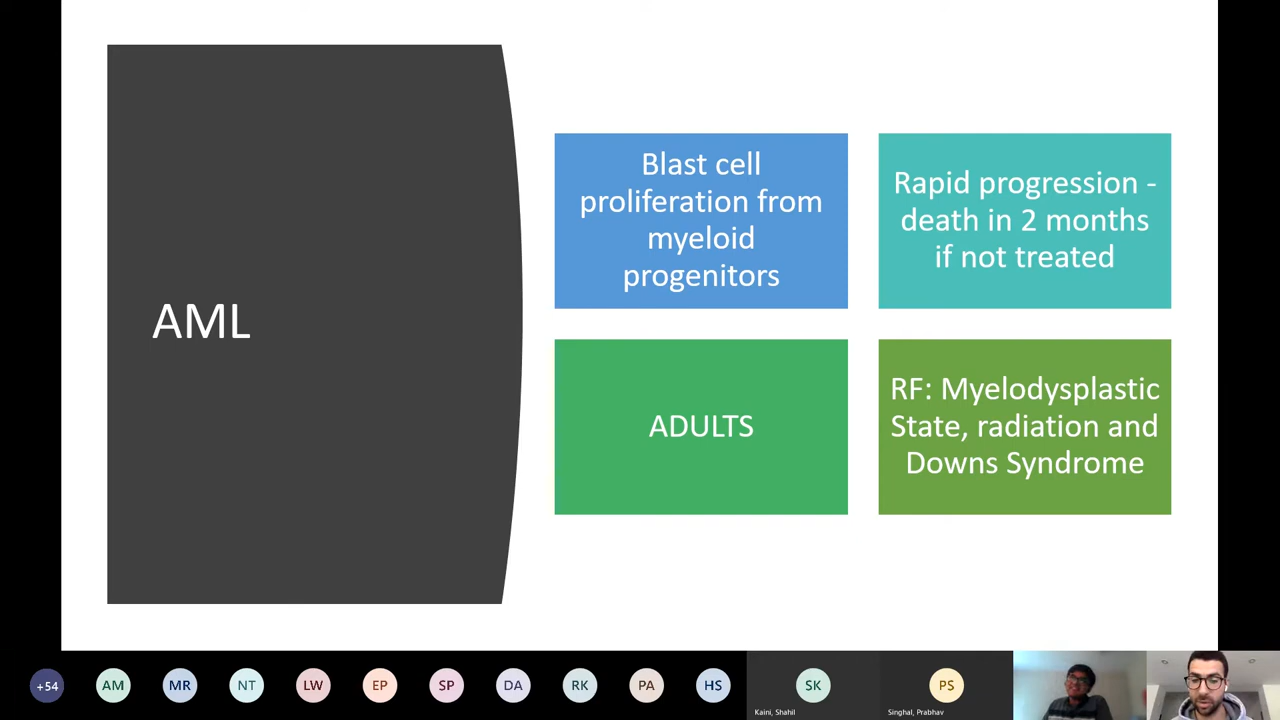 AML
Blast cell
proliferation from
myeloid
progenitors
Rapid progression -
death in 2 months
if not treated
ADULTS
RF: Myelodysplastic
State, radiation and
Downs Syndrome
+54
AM
MR
NT
LW
EP
SP
DA
RK
PA
HS
SK
Kaini, Shahil
PS
Singhal, Prabhav